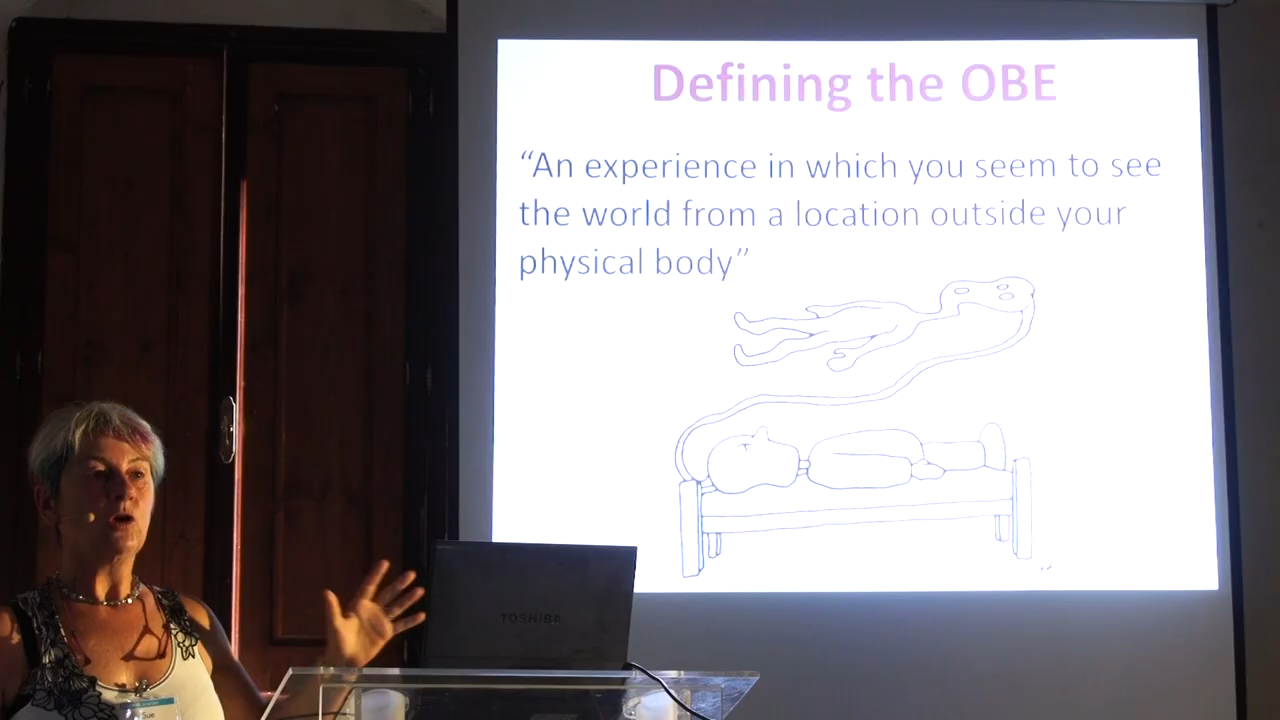 Defining the OBE
“An experience in which you seem to see
the world from a location outside your
physical body”
TOSHIBA
Sue